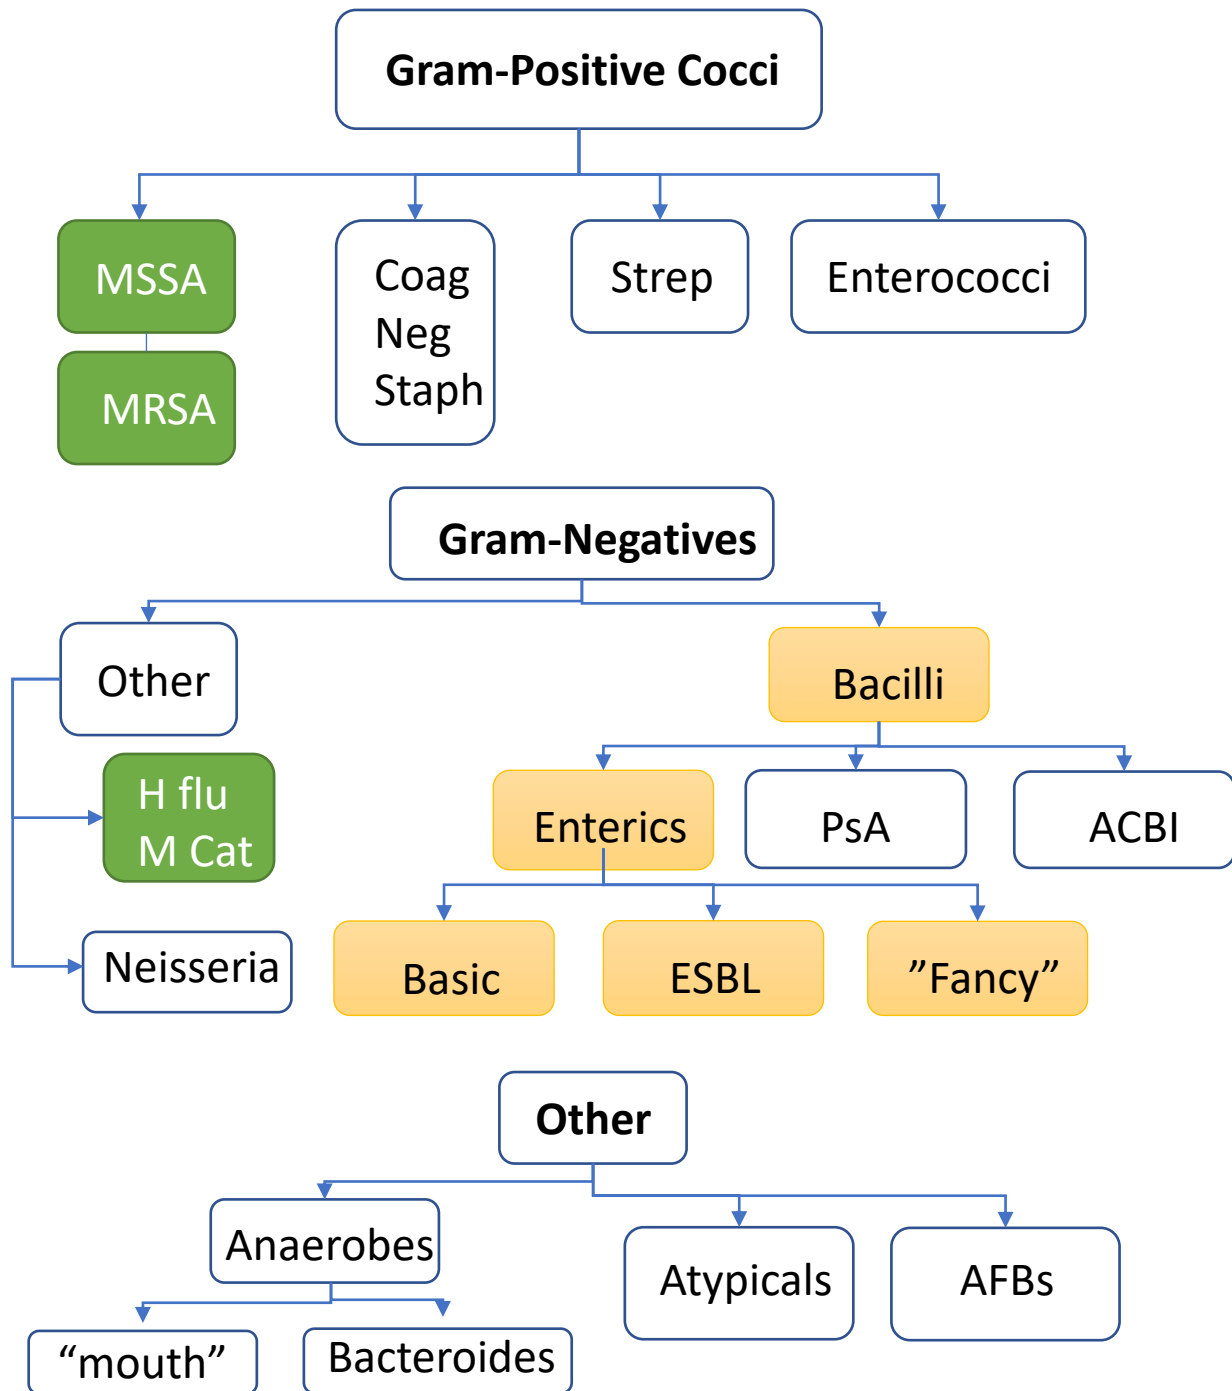 Gram-Positive Cocci
MSSA
MRSA
Coag
Neg
Staph
Strep
Enterococci
Gram-Negatives
Other
Bacilli
H flu
M Cat
Neisseria
Enterics
PsA
ACBI
Basic
ESBL
”Fancy”
Other
Anaerobes
Atypicals
AFBs
“mouth”
Bacteroides